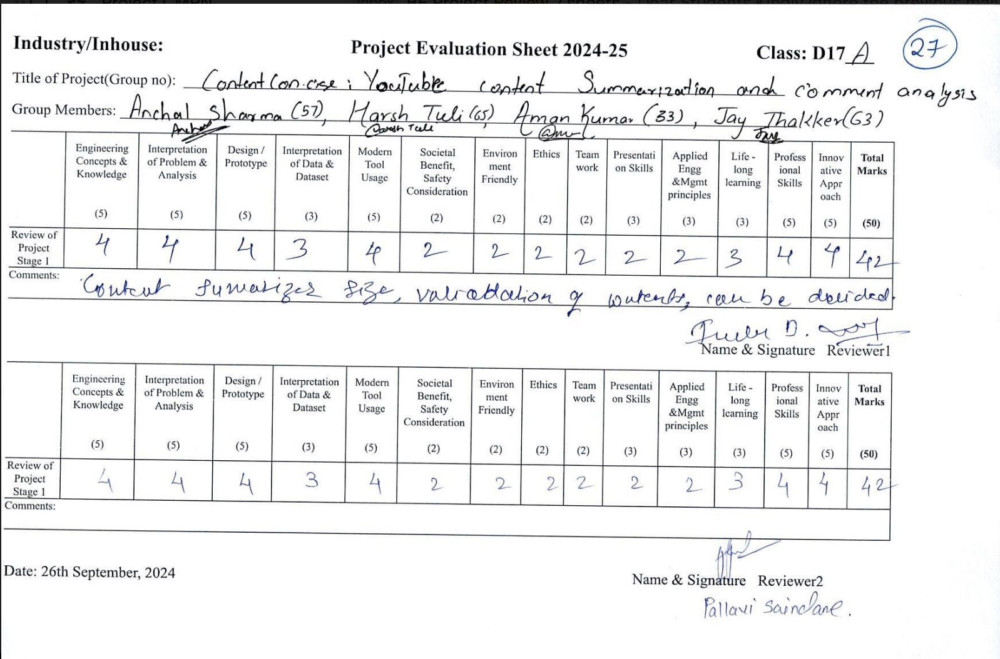 Industry/Inhouse: Project Evaluation Sheet 2024-25 Class: D17 A 27
Title of Project(Group no): ContentConcise : YouTube content Summarization and comment analysis
Group Members: Anchal Sharma (57), Harsh Tuli (65), Aman Kumar (33), Jay Thakker(63)
Engineering Concepts & Knowledge (5) Interpretation of Problem & Analysis (5) Design / Prototype (5) Interpretation of Data & Dataset (3) Modern Tool Usage (5) Societal Benefit, Safety Consideration (2) Environ ment Friendly (2) Ethics (2) Team work (2) Presentati on Skills (3) Applied Engg &Mgmt principles (3) Life - long learning (3) Profess ional Skills (5) Innov ative Appr oach (5) Total Marks (50)
Review of Project Stage 1 4 4 4 3 4 2 2 2 2 2 2 3 4 4 42
Comments: Content sumarizer size, validation of contents, can be decided.
Name & Signature Reviewer1
Engineering Concepts & Knowledge (5) Interpretation of Problem & Analysis (5) Design / Prototype (5) Interpretation of Data & Dataset (3) Modern Tool Usage (5) Societal Benefit, Safety Consideration (2) Environ ment Friendly (2) Ethics (2) Team work (2) Presentati on Skills (3) Applied Engg &Mgmt principles (3) Life - long learning (3) Profess ional Skills (5) Innov ative Appr oach (5) Total Marks (50)
Review of Project Stage 1 4 4 4 3 4 2 2 2 2 2 2 3 4 4 42
Comments:
Date: 26th September, 2024
Name & Signature Reviewer2
Pallavi Saindane.